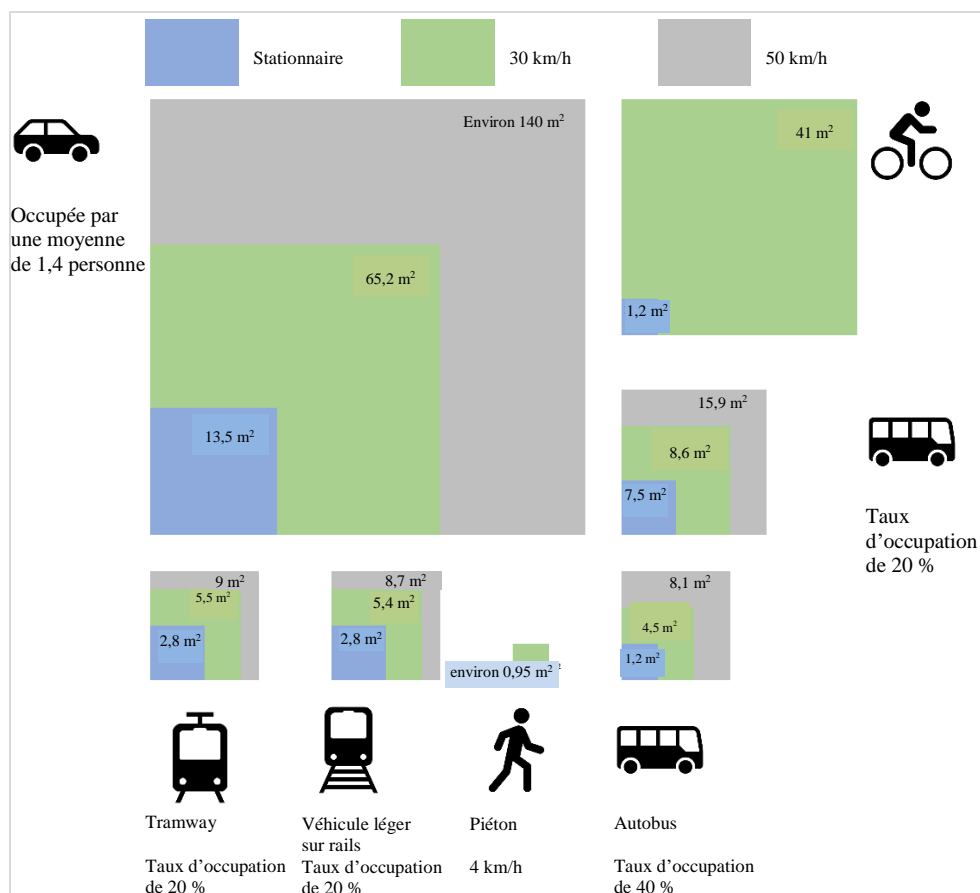 Stationnaire
30 km/h
50 km/h
Environ 140 m²
41 m²
Occupée par
une moyenne
de 1,4 personne
65,2 m²
1,2 m²
13,5 m²
15,9 m²
8,6 m²
7,5 m²
Taux
d’occupation
de 20 %
9 m²
5,5 m²
2,8 m²
8,7 m²
5,4 m²
2,8 m²
environ 0,95 m²
8,1 m²
4,5 m²
1,2 m²
Tramway
Taux d’occupation
de 20 %
Véhicule léger
sur rails
Taux d’occupation
de 20 %
Piéton
4 km/h
Autobus
Taux d’occupation
de 40 %